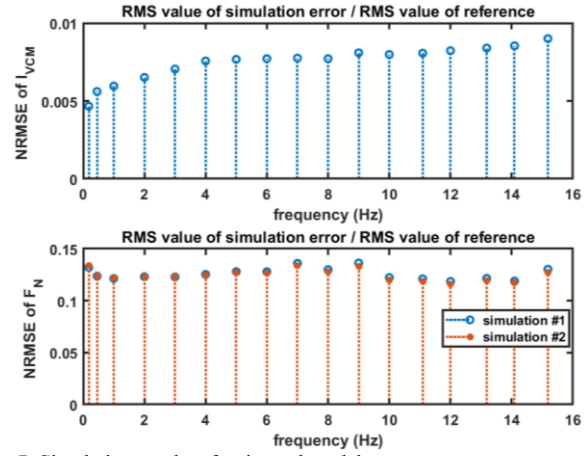 RMS value of simulation error / RMS value of reference
0.01
0.005
0
NRMSE of I_VCM
0 2 4 6 8 10 12 14 16
frequency (Hz)
RMS value of simulation error / RMS value of reference
0.15
0.1
0.05
0
NRMSE of F_N
simulation #1
simulation #2
0 2 4 6 8 10 12 14 16
frequency (Hz)